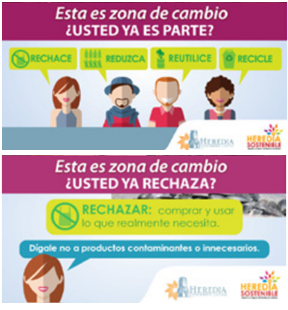 Esta es zona de cambio
¿USTED YA ES PARTE?
RECHACE REDUZCA REUTILICE RECICLE
HEREDIA HEREDIA
SOSTENIBLE
Esta es zona de cambio
¿USTED YA RECHAZA?
RECHAZAR: comprar y usar
lo que realmente necesita.
Dígale no a productos contaminantes o innecesarios.
HEREDIA HEREDIA
SOSTENIBLE